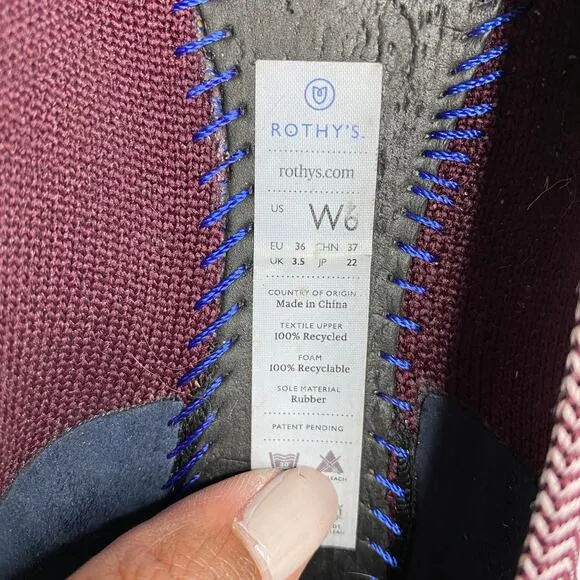 ROTHY'S
rothys.com
US W6
EU 36 CHN 37
UK 3.5 JP 22
COUNTRY OF ORIGIN
Made in China
TEXTILE UPPER
100% Recycled
FOAM
100% Recyclable
SOLE MATERIAL
Rubber
PATENT PENDING
30